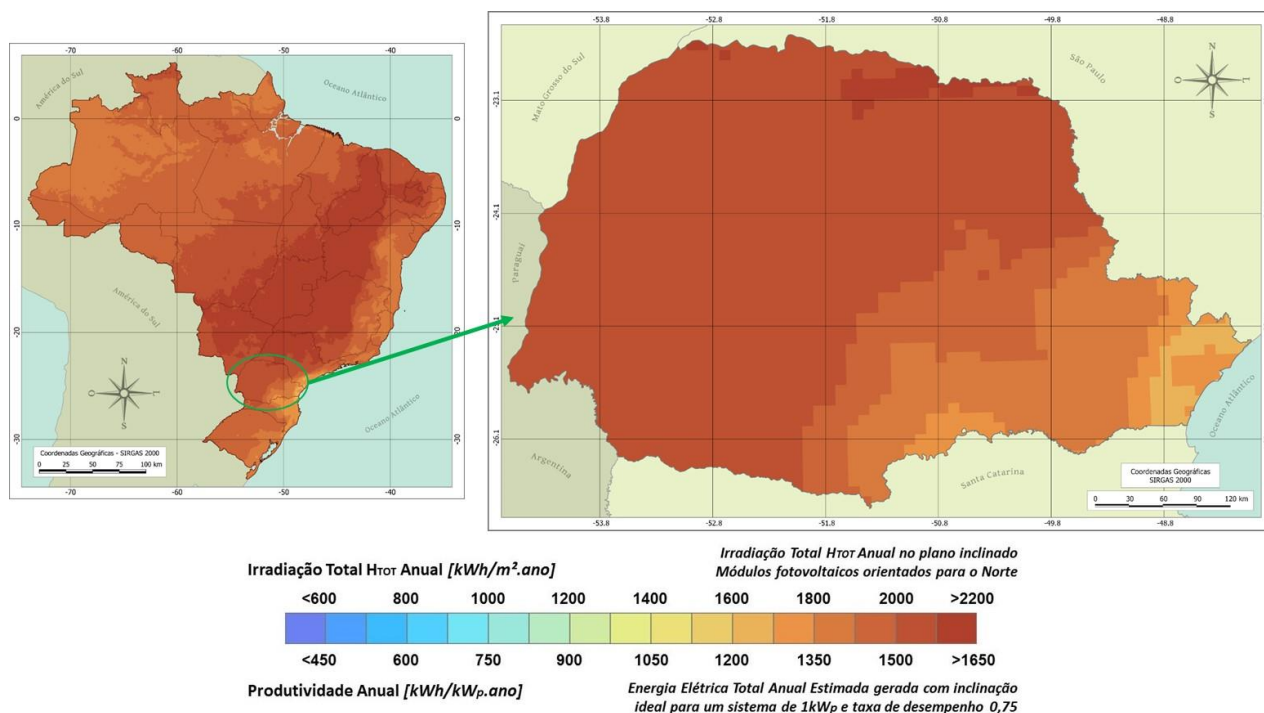 -70 -60 -50 -40
América do Sul
Oceano Atlântico
0
-10
-20
-30
América do Sul
Oceano Atlântico
N
S
Coordenadas Geográficas - SIRGAS 2000
0 25 50 75 100 km
-70 -60 -50 -40
-53.8 -52.8 -51.8 -50.8 -49.8 -48.8
Mato Grosso do Sul
São Paulo
N
S
-23.1
-24.1
Paraguai
-26.1
Argentina
Santa Catarina
Oceano Atlântico
Coordenadas Geográficas
SIRGAS 2000
0 30 60 90 120 km
-53.8 -52.8 -51.8 -50.8 -49.8 -48.8
Irradiação Total HTOT Anual [kWh/m².ano]
Irradiação Total HTOT Anual no plano inclinado
Módulos fotovoltaicos orientados para o Norte
<600 800 1000 1200 1400 1600 1800 2000 >2200
<450 600 750 900 1050 1200 1350 1500 >1650
Produtividade Anual [kWh/kWp.ano]
Energia Elétrica Total Anual Estimada gerada com inclinação
ideal para um sistema de 1kWp e taxa de desempenho 0,75